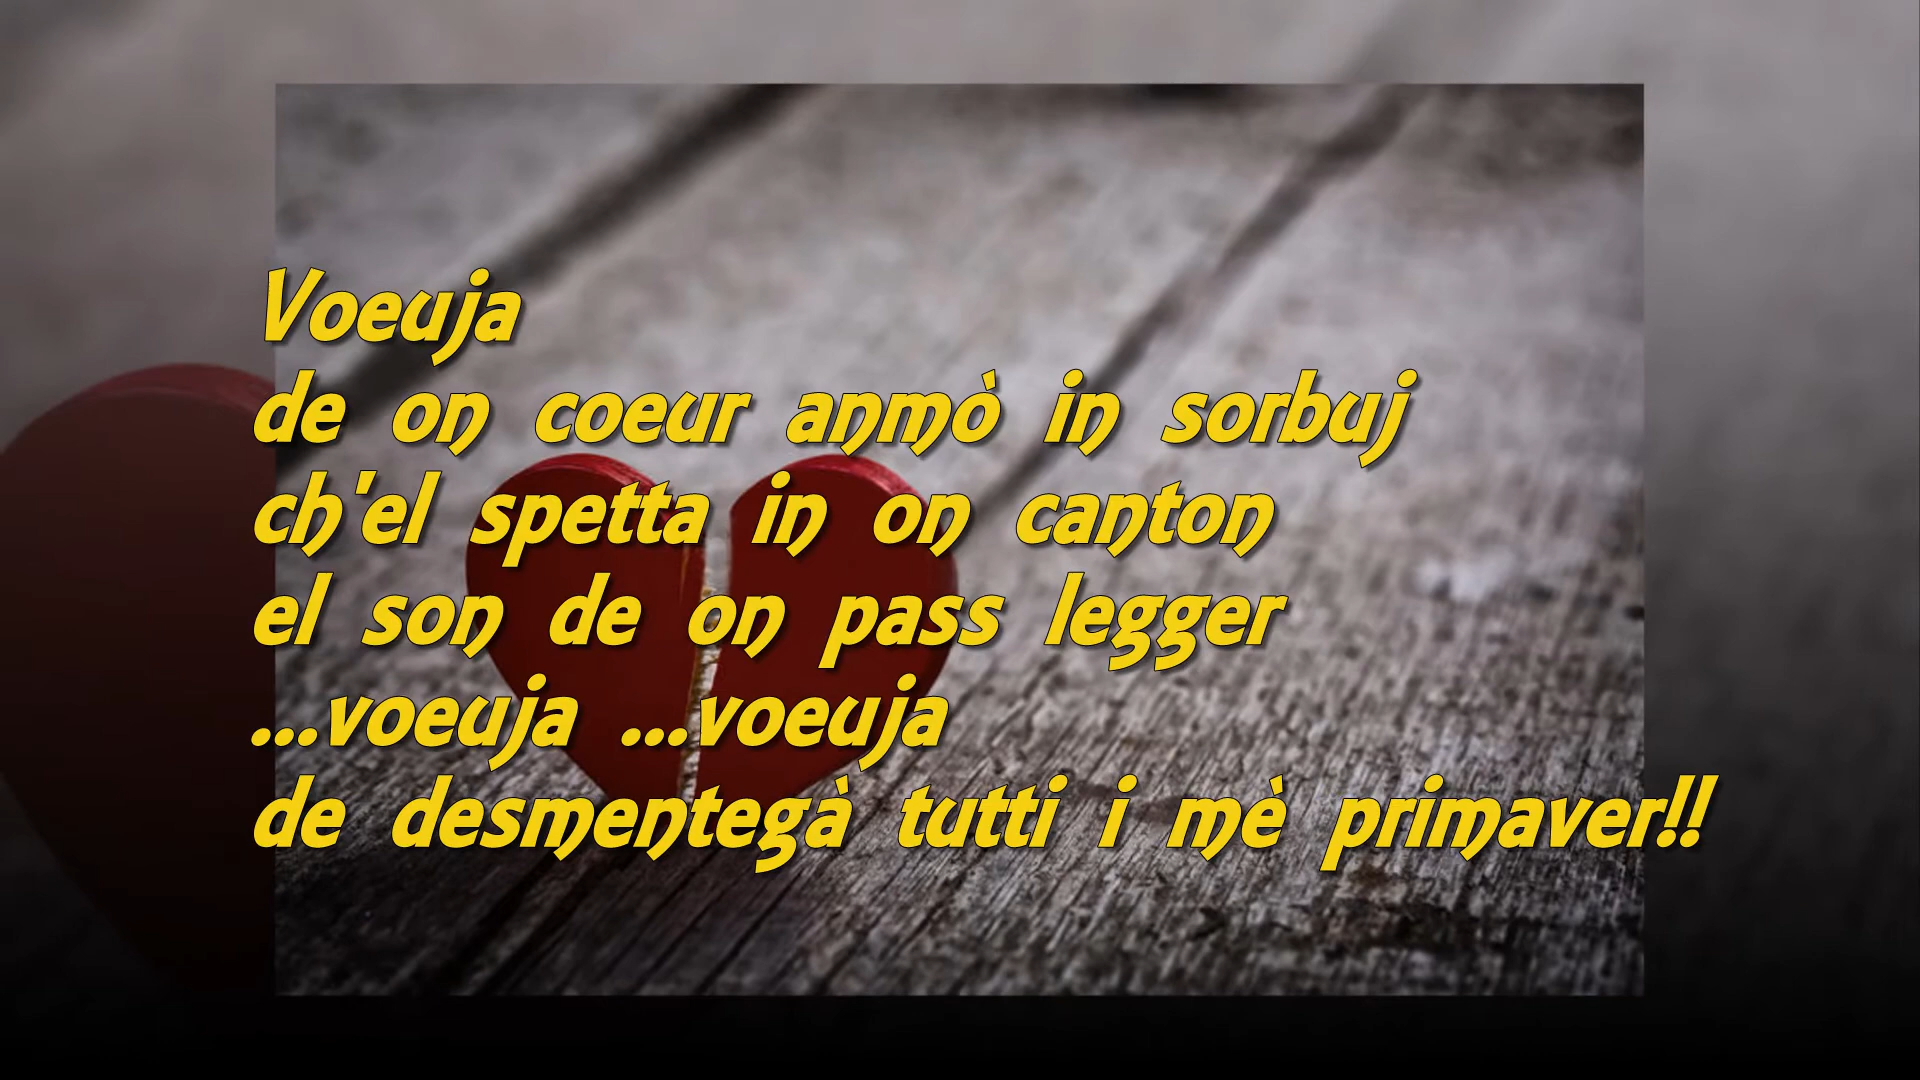 Voeuja
de on coeur anmò in sorbuj
ch'el spetta in on canton
el son de on pass legger
...voeuja ...voeuja
de desmentegà tutti i mè primaver!!